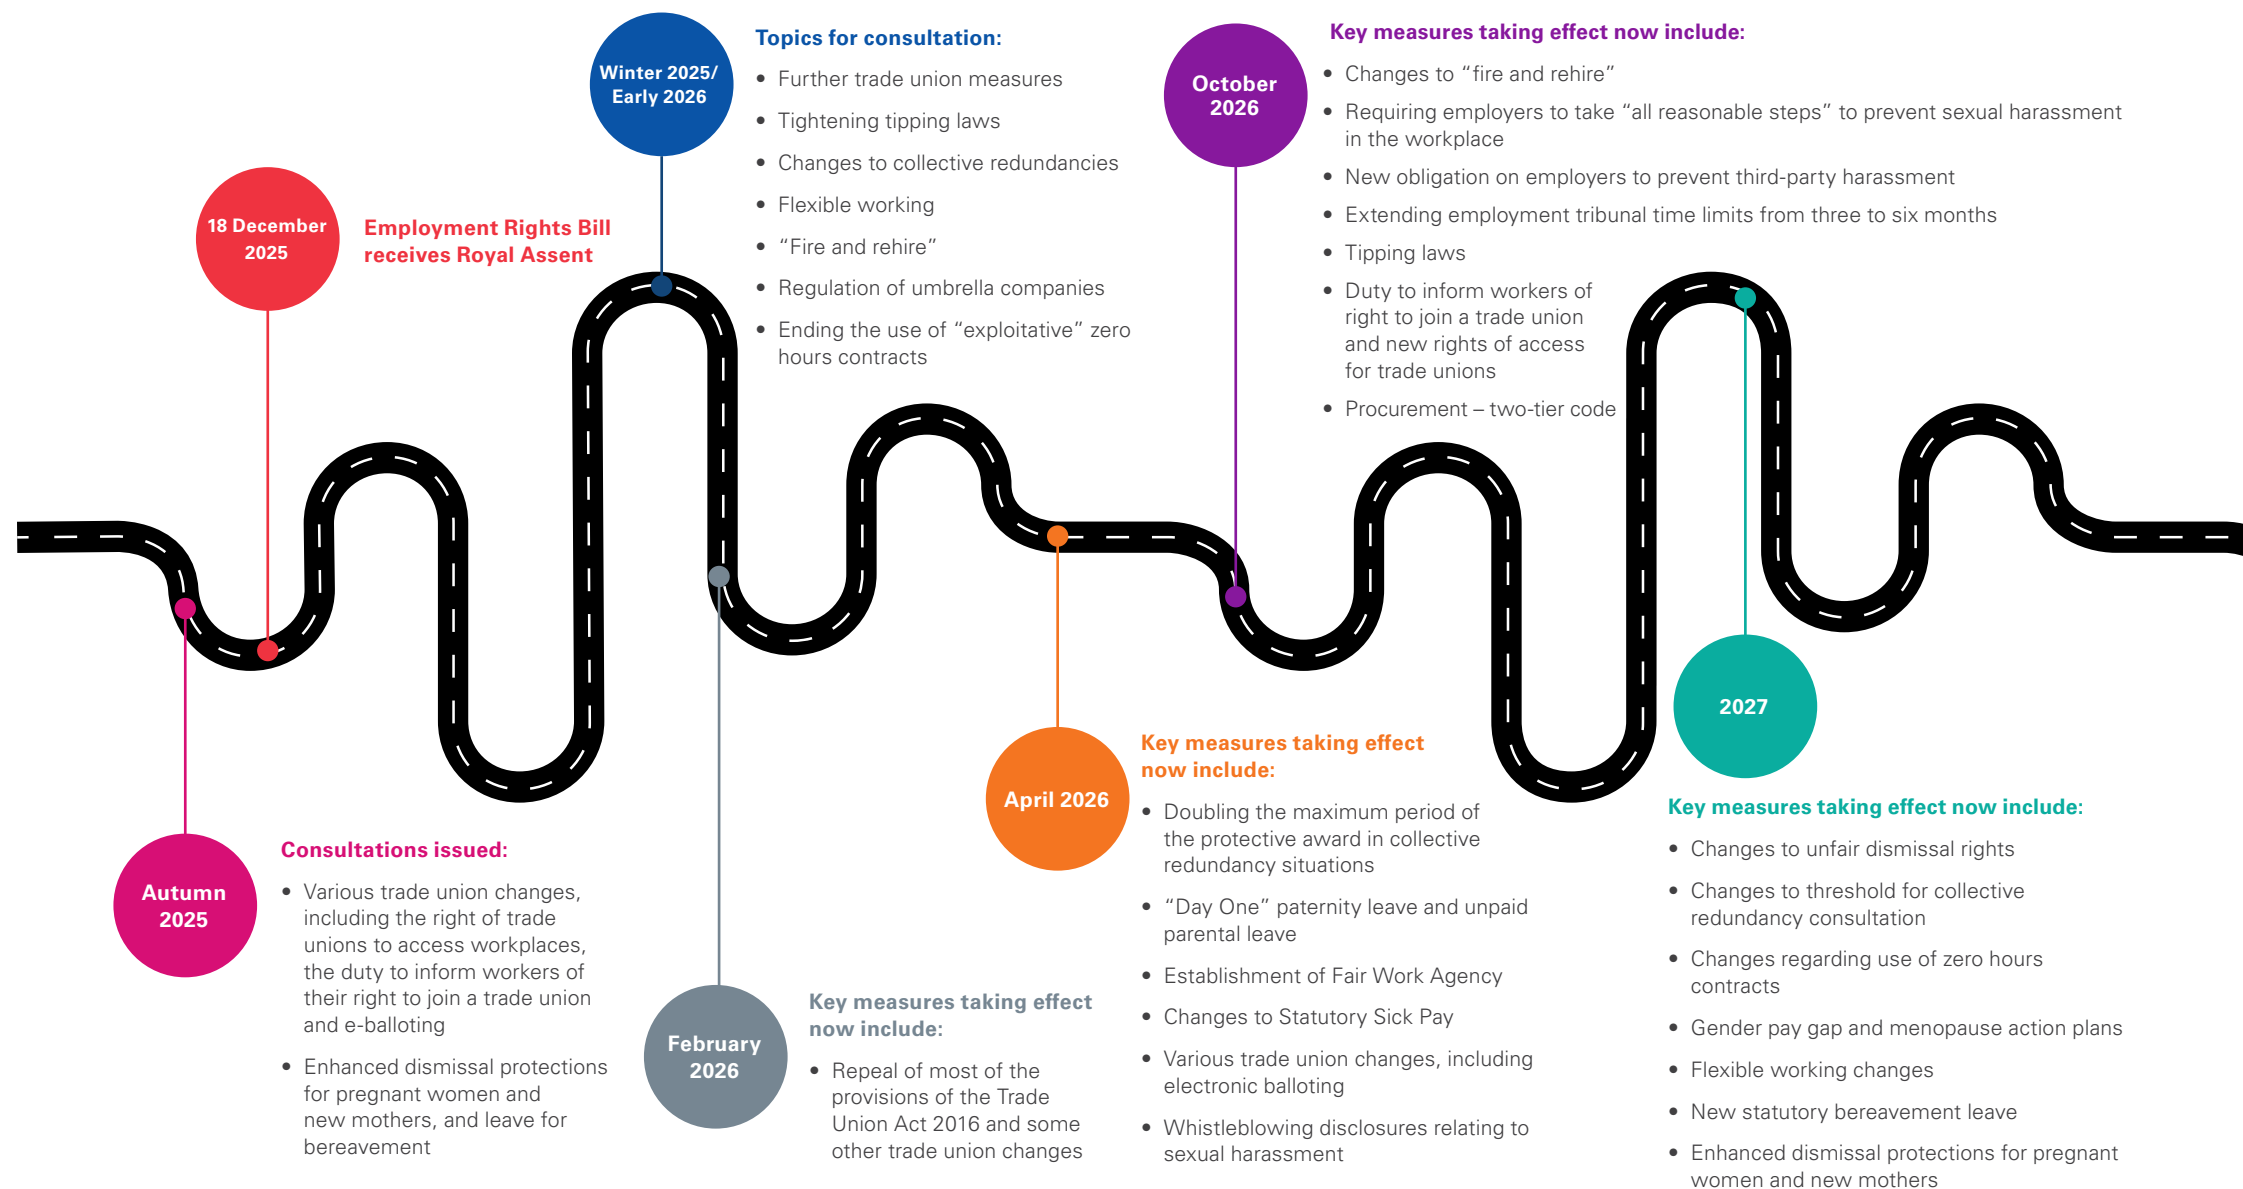 Autumn
2025
Consultations issued:
• Various trade union changes,
including the right of trade
unions to access workplaces,
the duty to inform workers of
their right to join a trade union
and e-balloting
• Enhanced dismissal protections
for pregnant women and
new mothers, and leave for
bereavement
18 December
2025
Employment Rights Bill
receives Royal Assent
Winter 2025/
Early 2026
Topics for consultation:
• Further trade union measures
• Tightening tipping laws
• Changes to collective redundancies
• Flexible working
• “Fire and rehire”
• Regulation of umbrella companies
• Ending the use of “exploitative” zero
hours contracts
February
2026
Key measures taking effect
now include:
• Repeal of most of the
provisions of the Trade
Union Act 2016 and some
other trade union changes
April 2026
Key measures taking effect
now include:
• Doubling the maximum period of
the protective award in collective
redundancy situations
• “Day One” paternity leave and unpaid
parental leave
• Establishment of Fair Work Agency
• Changes to Statutory Sick Pay
• Various trade union changes, including
electronic balloting
• Whistleblowing disclosures relating to
sexual harassment
October
2026
Key measures taking effect now include:
• Changes to “fire and rehire”
• Requiring employers to take “all reasonable steps” to prevent sexual harassment
in the workplace
• New obligation on employers to prevent third-party harassment
• Extending employment tribunal time limits from three to six months
• Tipping laws
• Duty to inform workers of
right to join a trade union
and new rights of access
for trade unions
• Procurement – two-tier code
2027
Key measures taking effect now include:
• Changes to unfair dismissal rights
• Changes to threshold for collective
redundancy consultation
• Changes regarding use of zero hours
contracts
• Gender pay gap and menopause action plans
• Flexible working changes
• New statutory bereavement leave
• Enhanced dismissal protections for pregnant
women and new mothers